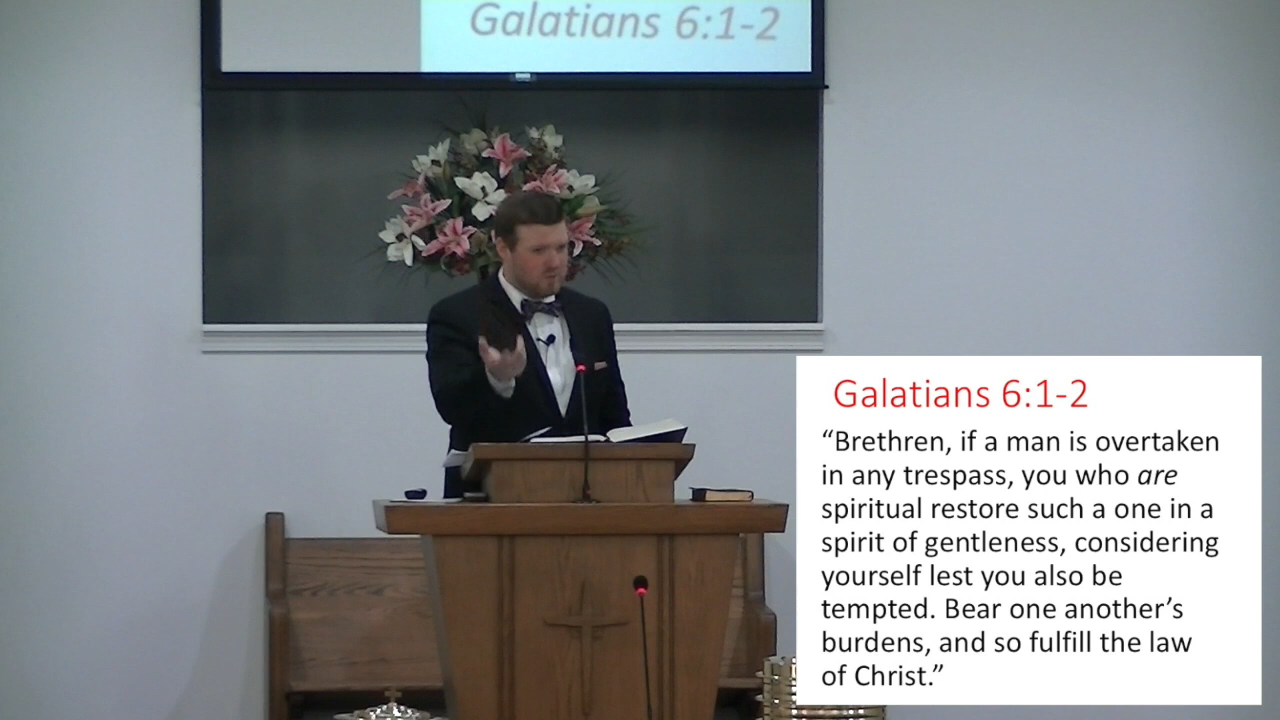 Galatians 6:1-2
Galatians 6:1-2
“Brethren, if a man is overtaken
in any trespass, you who are
spiritual restore such a one in a
spirit of gentleness, considering
yourself lest you also be
tempted. Bear one another’s
burdens, and so fulfill the law
of Christ.”